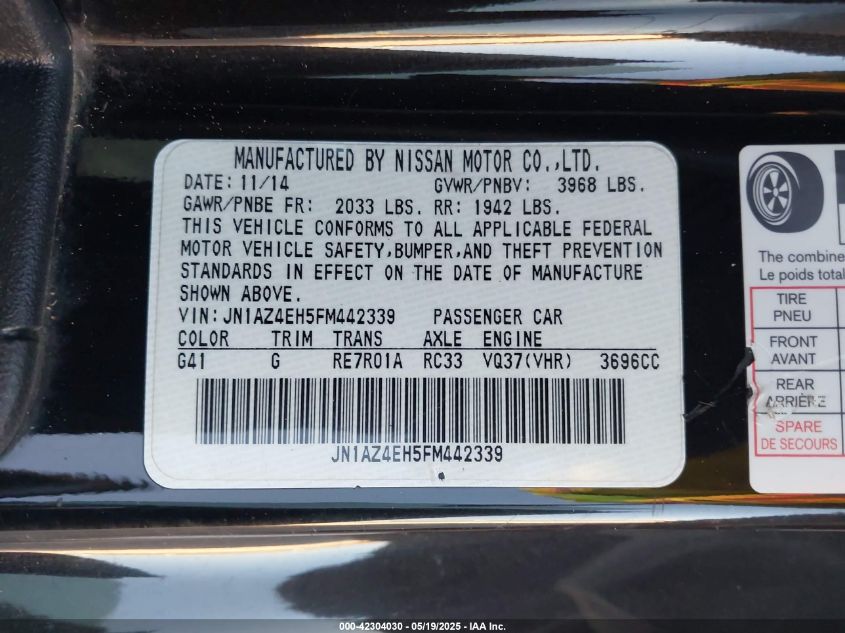 MANUFACTURED BY NISSAN MOTOR CO.,LTD.
DATE: 11/14 GVWR/PNBV: 3968 LBS.
GAWR/PNBE FR: 2033 LBS. RR: 1942 LBS.
THIS VEHICLE CONFORMS TO ALL APPLICABLE FEDERAL
MOTOR VEHICLE SAFETY,BUMPER,AND THEFT PREVENTION
STANDARDS IN EFFECT ON THE DATE OF MANUFACTURE
SHOWN ABOVE.
VIN: JN1AZ4EH5FM442339 PASSENGER CAR
COLOR TRIM TRANS AXLE ENGINE
G41 G RE7R01A RC33 VQ37(VHR) 3696CC
JN1AZ4EH5FM442339
The combine
Le poids total
TIRE
PNEU
FRONT
AVANT
REAR
ARRIÈRE
SPARE
DE SECOURS
000-42304030 - 05/19/2025 - IAA Inc.